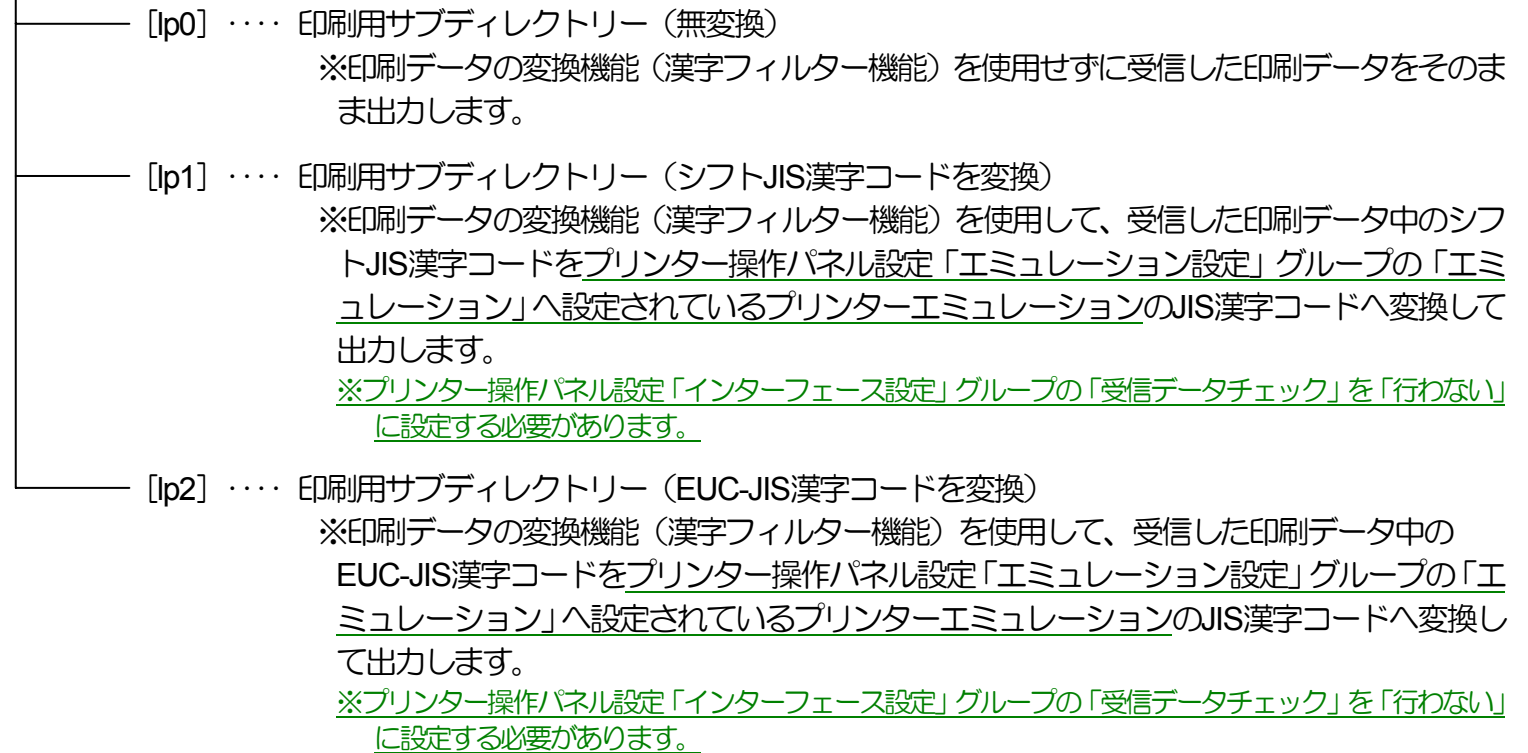 ［lp0］ ････ 印刷用サブディレクトリー（無変換）
※印刷データの変換機能（漢字フィルター機能）を使用せずに受信した印刷データをそのま
ま出力します。
［lp1］ ････ 印刷用サブディレクトリー（シフトJIS漢字コードを変換）
※印刷データの変換機能（漢字フィルター機能）を使用して、受信した印刷データ中のシフ
トJIS漢字コードをプリンター操作パネル設定「エミュレーション設定」グループの「エミ
ュレーション」へ設定されているプリンターエミュレーションのJIS漢字コードへ変換して
出力します。
※プリンター操作パネル設定「インターフェース設定」グループの「受信データチェック」を「行わない」
に設定する必要があります。
［lp2］ ････ 印刷用サブディレクトリー（EUC-JIS漢字コードを変換）
※印刷データの変換機能（漢字フィルター機能）を使用して、受信した印刷データ中の
EUC-JIS漢字コードをプリンター操作パネル設定「エミュレーション設定」グループの「エ
ミュレーション」へ設定されているプリンターエミュレーションのJIS漢字コードへ変換し
て出力します。
※プリンター操作パネル設定「インターフェース設定」グループの「受信データチェック」を「行わない」
に設定する必要があります。